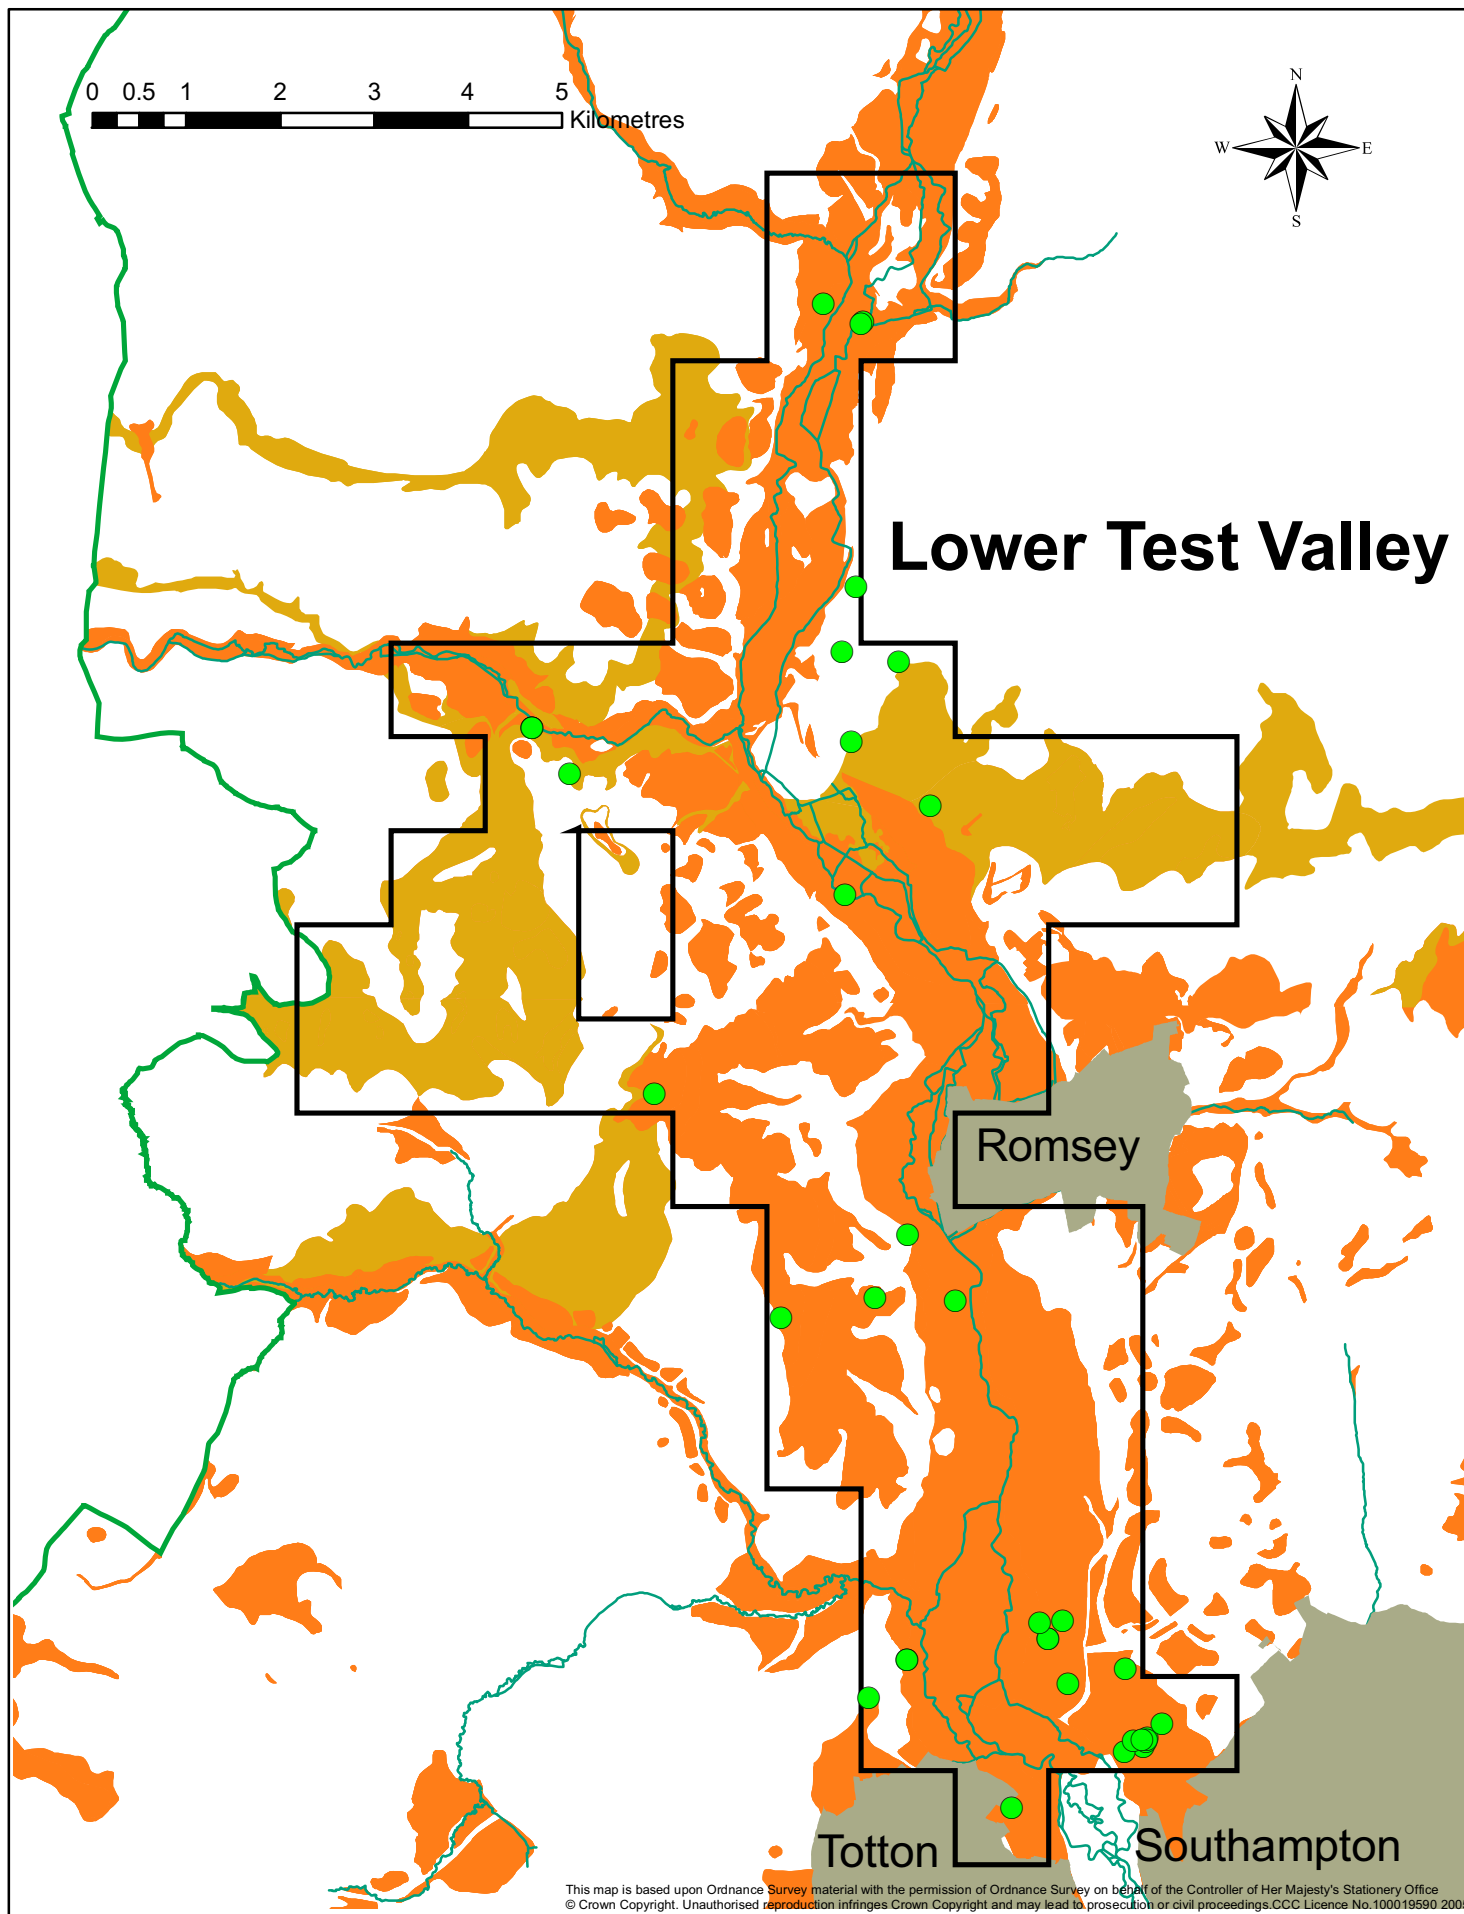 0 0.5 1 2 3 4 5
Kilometres
N
W E
S
Lower Test Valley
Romsey
Totton
Southampton
This map is based upon Ordnance Survey material with the permission of Ordnance Survey on behalf of the Controller of Her Majesty's Stationery Office
© Crown Copyright. Unauthorised reproduction infringes Crown Copyright and may lead to prosecution or civil proceedings.CCC Licence No.100019590 2005